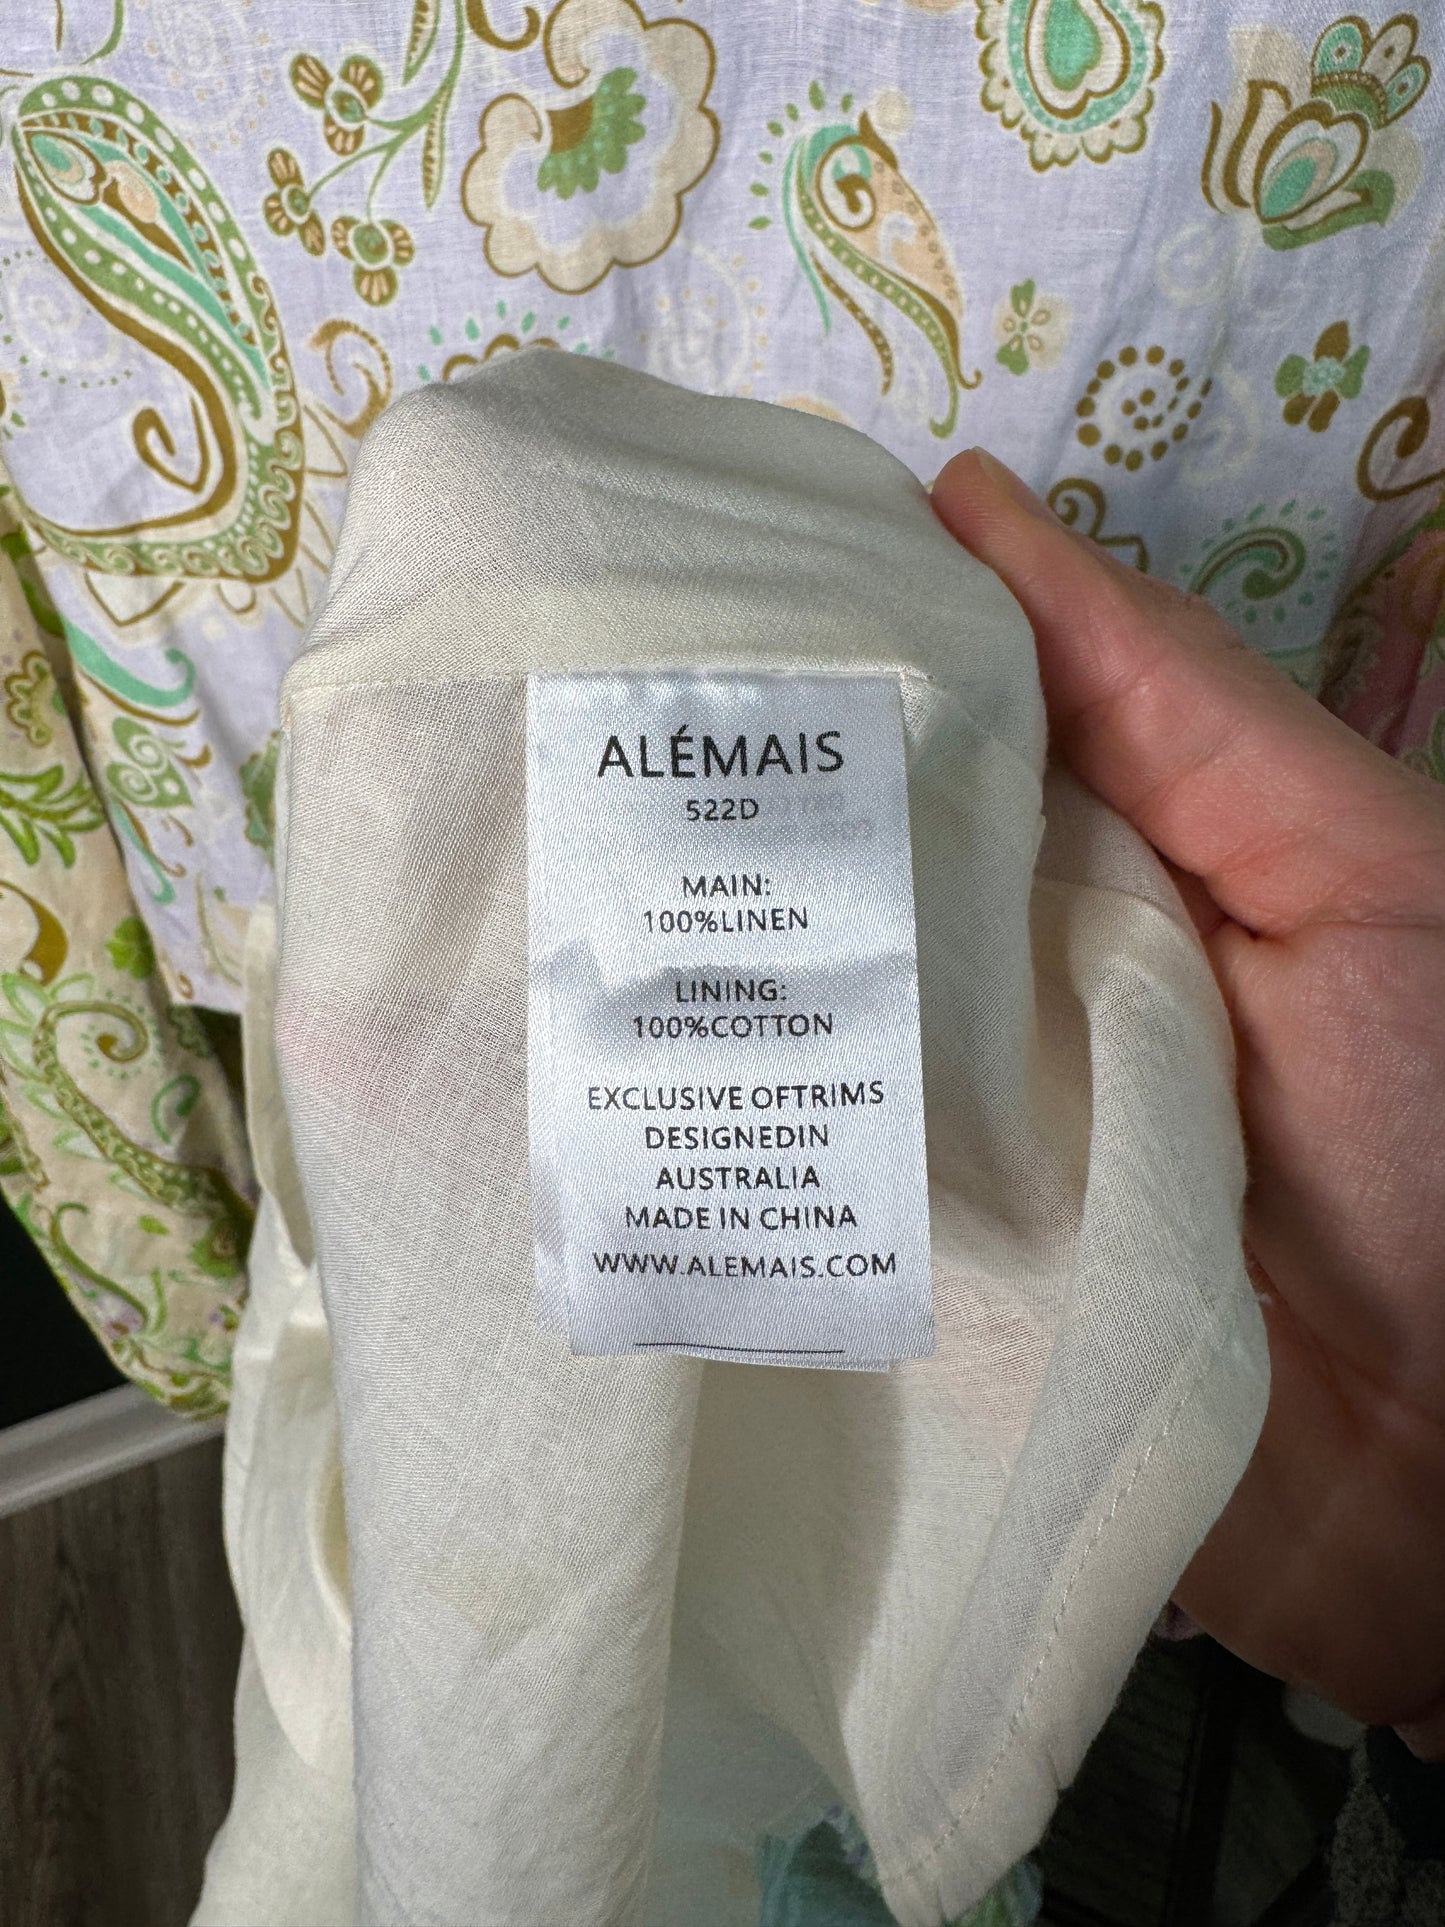 ALÉMAIS
522D
MAIN:
100%LINEN
LINING:
100%COTTON
EXCLUSIVE OFTRIMS
DESIGNEDIN
AUSTRALIA
MADE IN CHINA
WWW.ALEMAIS.COM